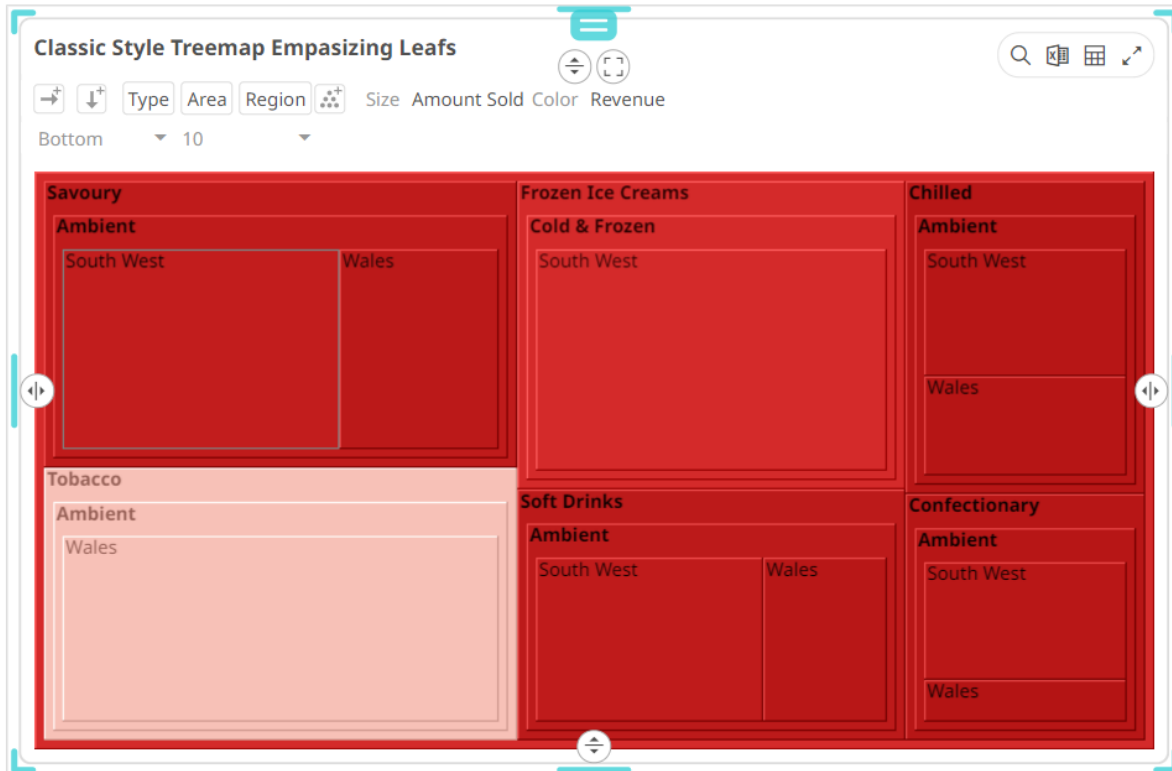 Classic Style Treemap Empasizing Leafs
Type Area Region Size Amount Sold Color Revenue
Bottom 10
Savoury
Ambient
South West Wales
Frozen Ice Creams
Cold & Frozen
South West
Chilled
Ambient
South West
Wales
Tobacco
Ambient
Wales
Soft Drinks
Ambient
South West Wales
Confectionary
Ambient
South West
Wales